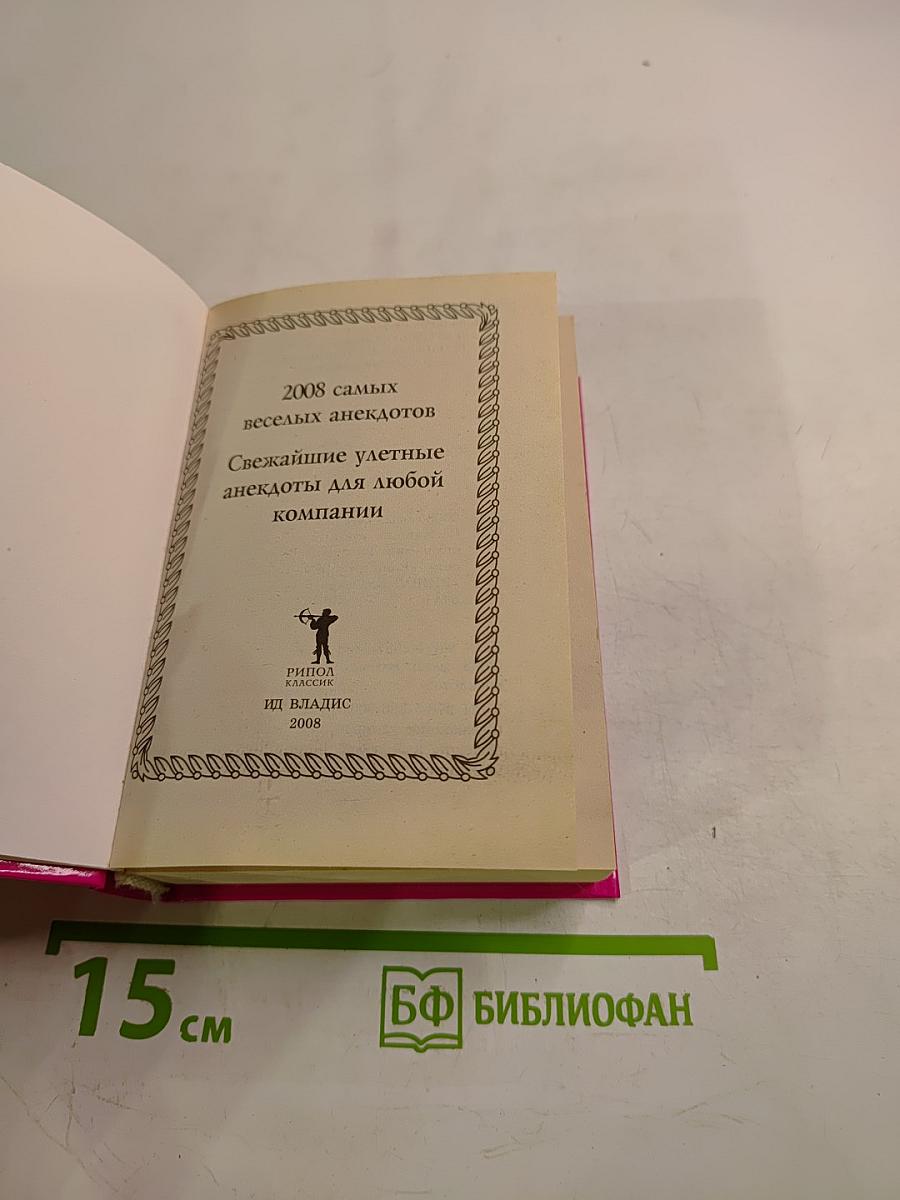 2008 самых
веселых анекдотов
Свежайшие улетные
анекдоты для любой
компании
РИПОЛ
КЛАССИК
ИД ВЛАДИС
2008
15 см
БФ БИБЛИОФАН